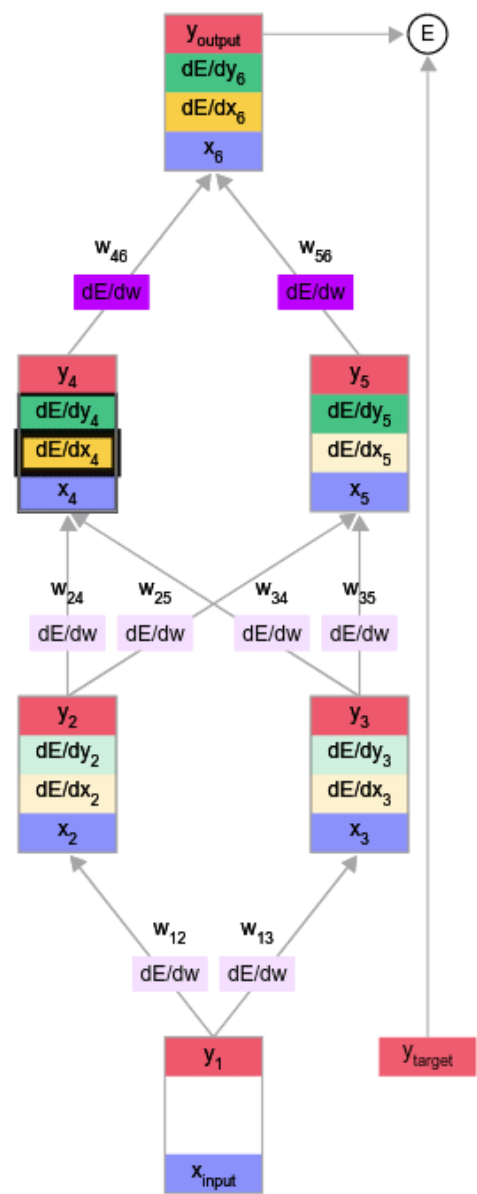 y_output E
dE/dy_6
dE/dx_6
x_6
w_46 w_56
dE/dw dE/dw
y_4 y_5
dE/dy_4 dE/dy_5
dE/dx_4 dE/dx_5
x_4 x_5
w_24 w_25 w_34 w_35
dE/dw dE/dw dE/dw dE/dw
y_2 y_3
dE/dy_2 dE/dy_3
dE/dx_2 dE/dx_3
x_2 x_3
w_12 w_13
dE/dw dE/dw
y_1 y_target
x_input